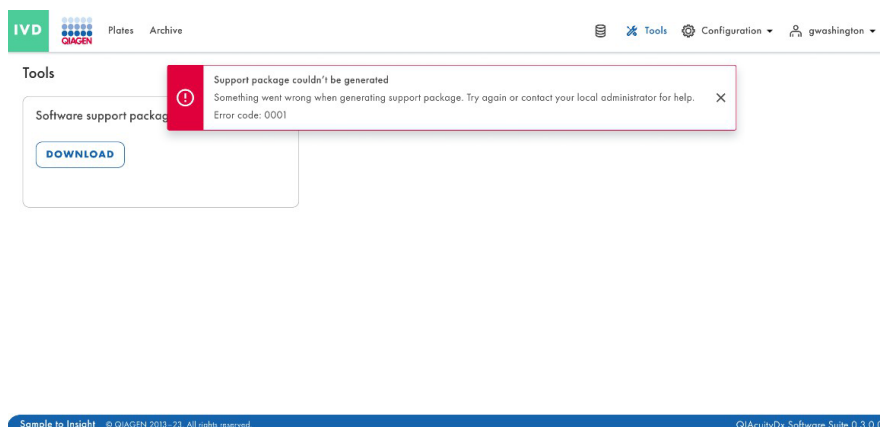 IVD
QIAGEN
Plates Archive
Tools Configuration gwashington
Tools
Support package couldn't be generated
Something went wrong when generating support package. Try again or contact your local administrator for help.
Error code: 0001
Software support packag
DOWNLOAD
Sample to Insight © QIAGEN 2013–23. All rights reserved. QIAcuityDx Software Suite 0.3.0.0